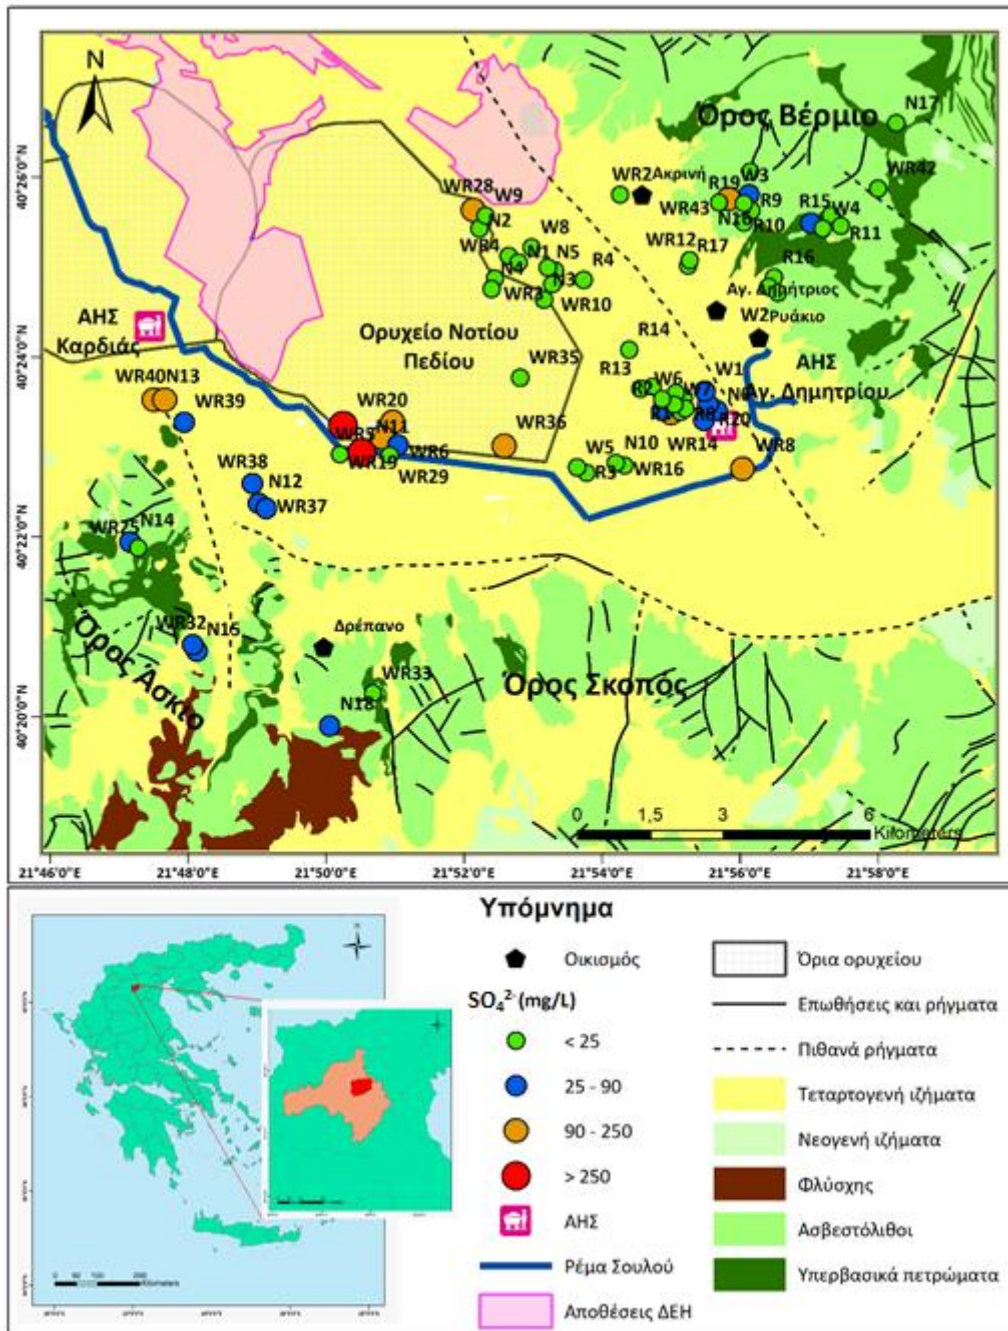 N
Όρος Βέρμιο
N17
WR42
WR2
Ακρινή
R19
W3
R9
WR43
N16
R10
R15
W4
R11
WR28
W9
N2
WR4
W8
N1
N5
N4
N3
R4
WR3
WR10
WR12
R17
R16
Αγ. Δημήτριος
W2
Ρυάκιο
ΑΗΣ
Καρδιάς
Ορυχείο Νοτίου
Πεδίου
R14
R13
WR35
ΑΗΣ
Αγ. Δημητρίου
W1
W6
R2
R1
WR40
N13
WR39
WR20
N11
WR5
WR19
WR6
WR29
WR36
W5
N10
R3
WR16
WR14
R20
WR8
WR38
N12
WR37
WR25
N14
WR32
N15
Όρος Άσκιο
Δρέπανο
WR33
N18
Όρος Σκοπός
40°26'0"N
40°24'0"N
40°22'0"N
40°20'0"N
0 1,5 3 6
Kilometers
21°46'0"E 21°48'0"E 21°50'0"E 21°52'0"E 21°54'0"E 21°56'0"E 21°58'0"E
Υπόμνημα
Οικισμός
SO₄²⁻(mg/L)
< 25
25 - 90
90 - 250
> 250
ΑΗΣ
Ρέμα Σουλού
Αποθέσεις ΔΕΗ
Όρια ορυχείου
Επωθήσεις και ρήγματα
Πιθανά ρήγματα
Τεταρτογενή ιζήματα
Νεογενή ιζήματα
Φλύσχης
Ασβεστόλιθοι
Υπερβασικά πετρώματα